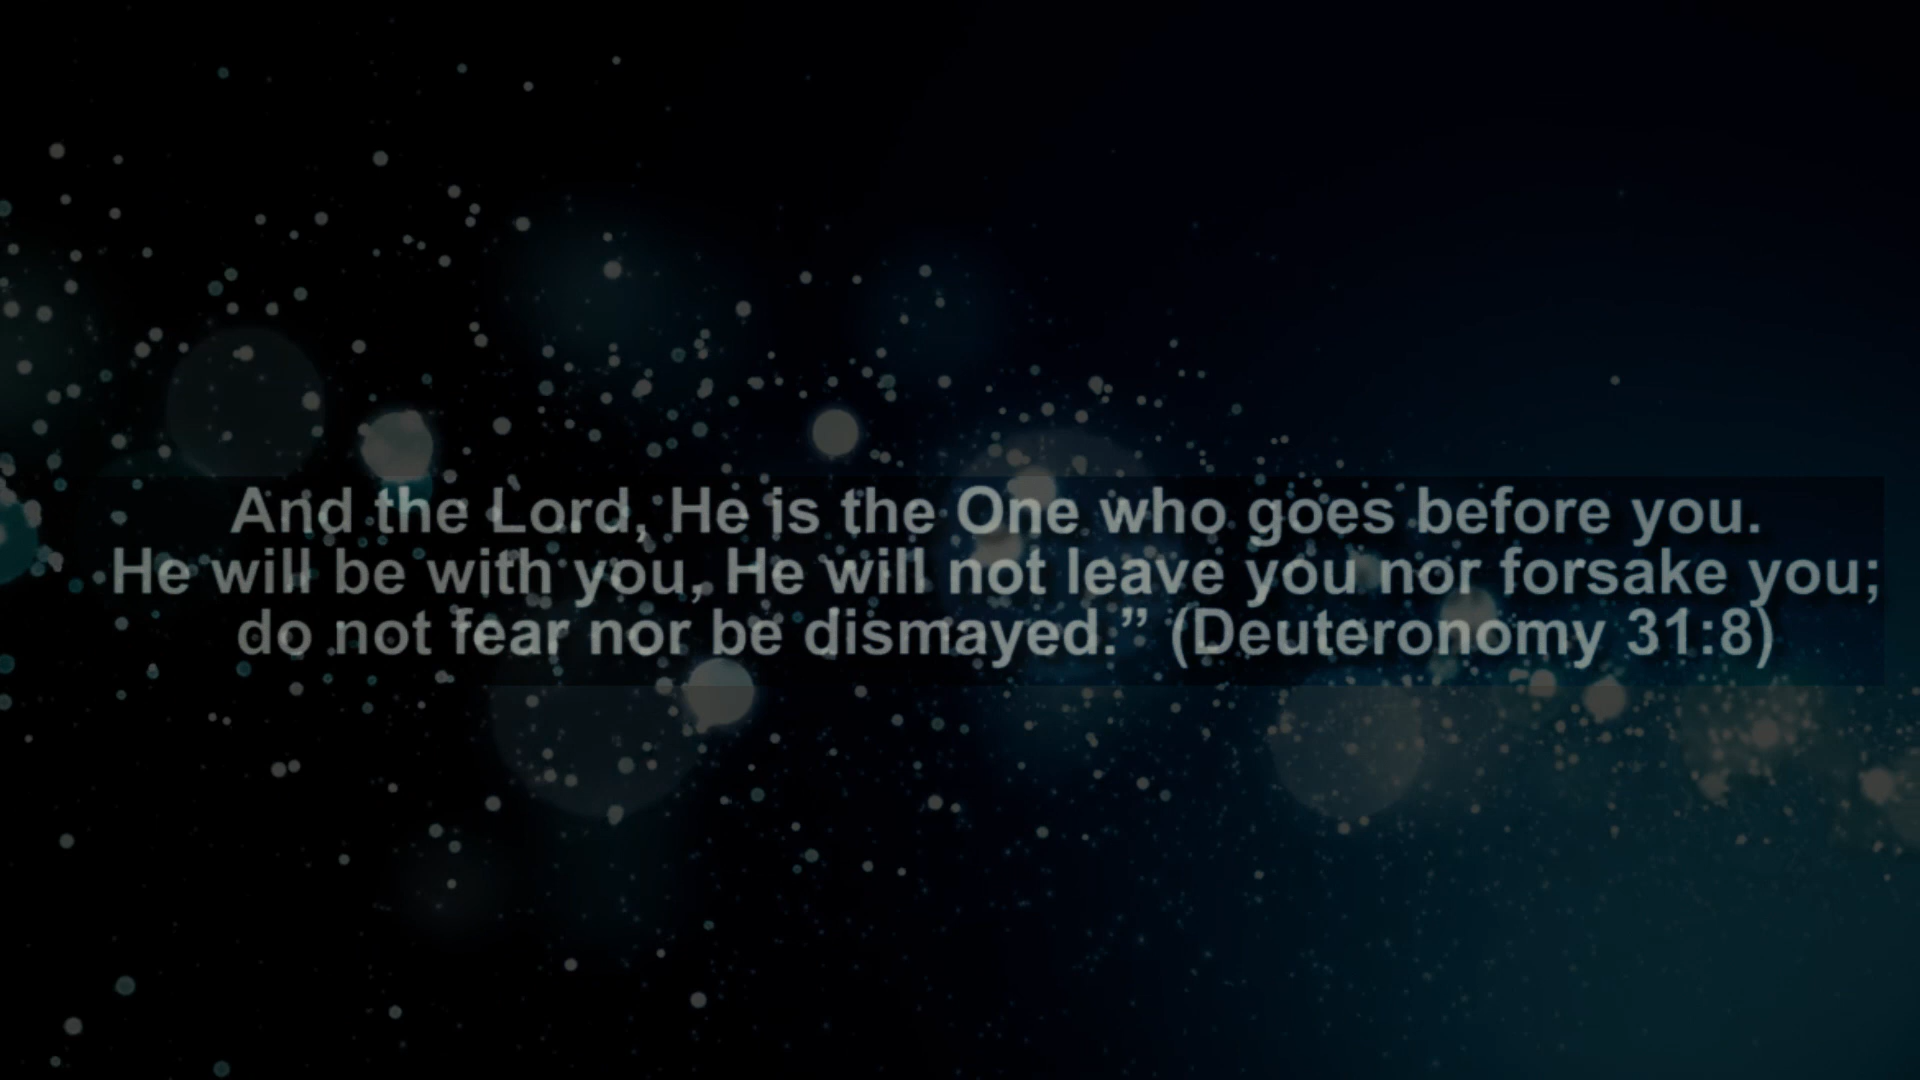 And the Lord, He is the One who goes before you.
He will be with you, He will not leave you nor forsake you;
do not fear nor be dismayed.” (Deuteronomy 31:8)